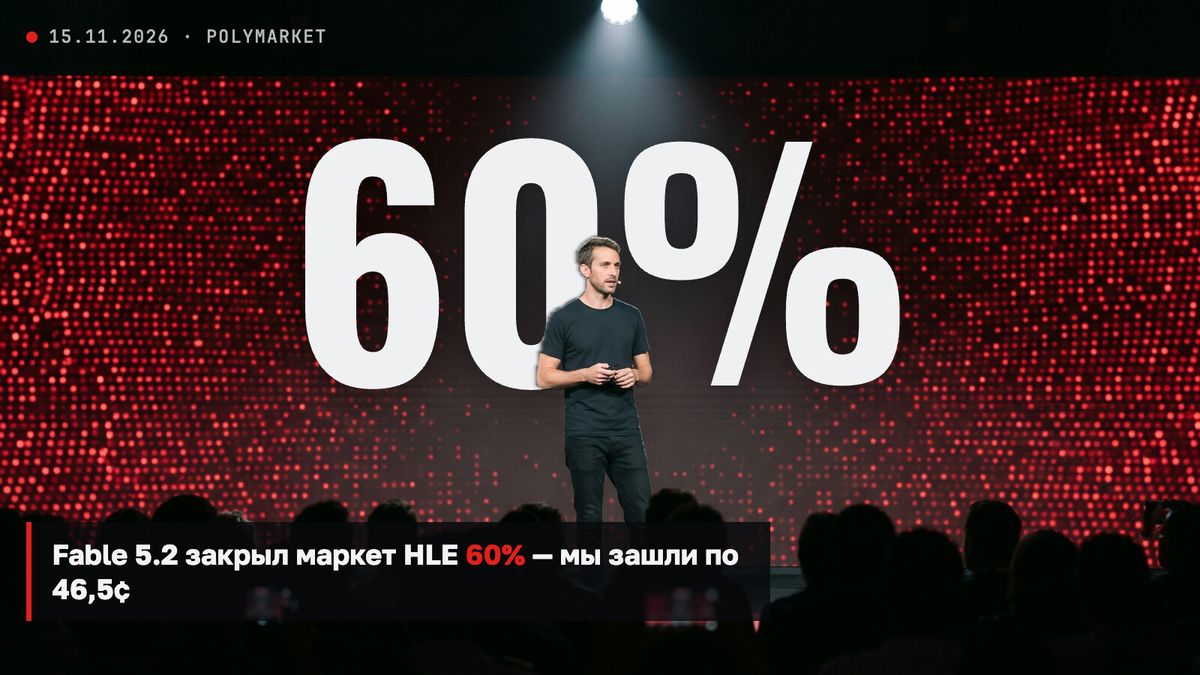 15.11.2026 · POLYMARKET
60%
Fable 5.2 закрыл маркет HLE 60% — мы зашли по
46,5¢